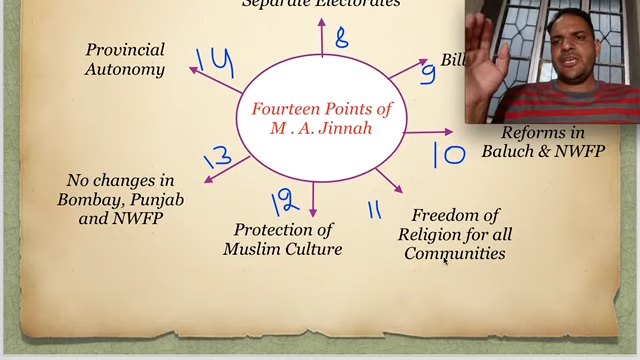 Separate Electorates
8
Provincial
Autonomy
14
9
Bill
Fourteen Points of
M . A. Jinnah
10
Reforms in
Baluch & NWFP
13
No changes in
Bombay, Punjab
and NWFP
12
Protection of
Muslim Culture
11
Freedom of
Religion for all
Communities